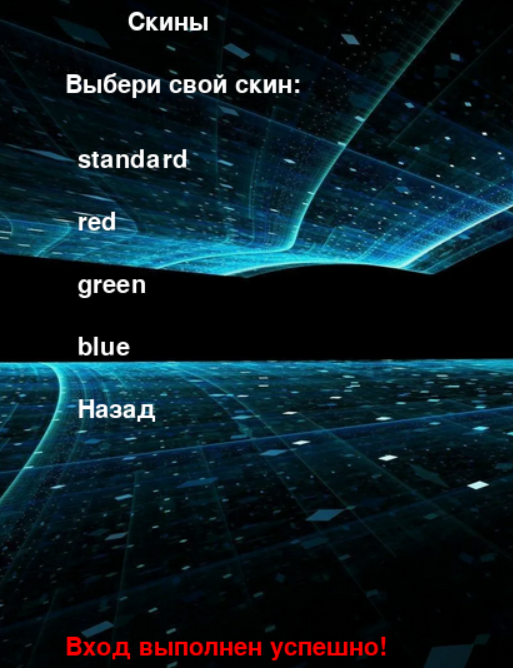 Скины
Выбери свой скин:
standard
red
green
blue
Назад
Вход выполнен успешно!